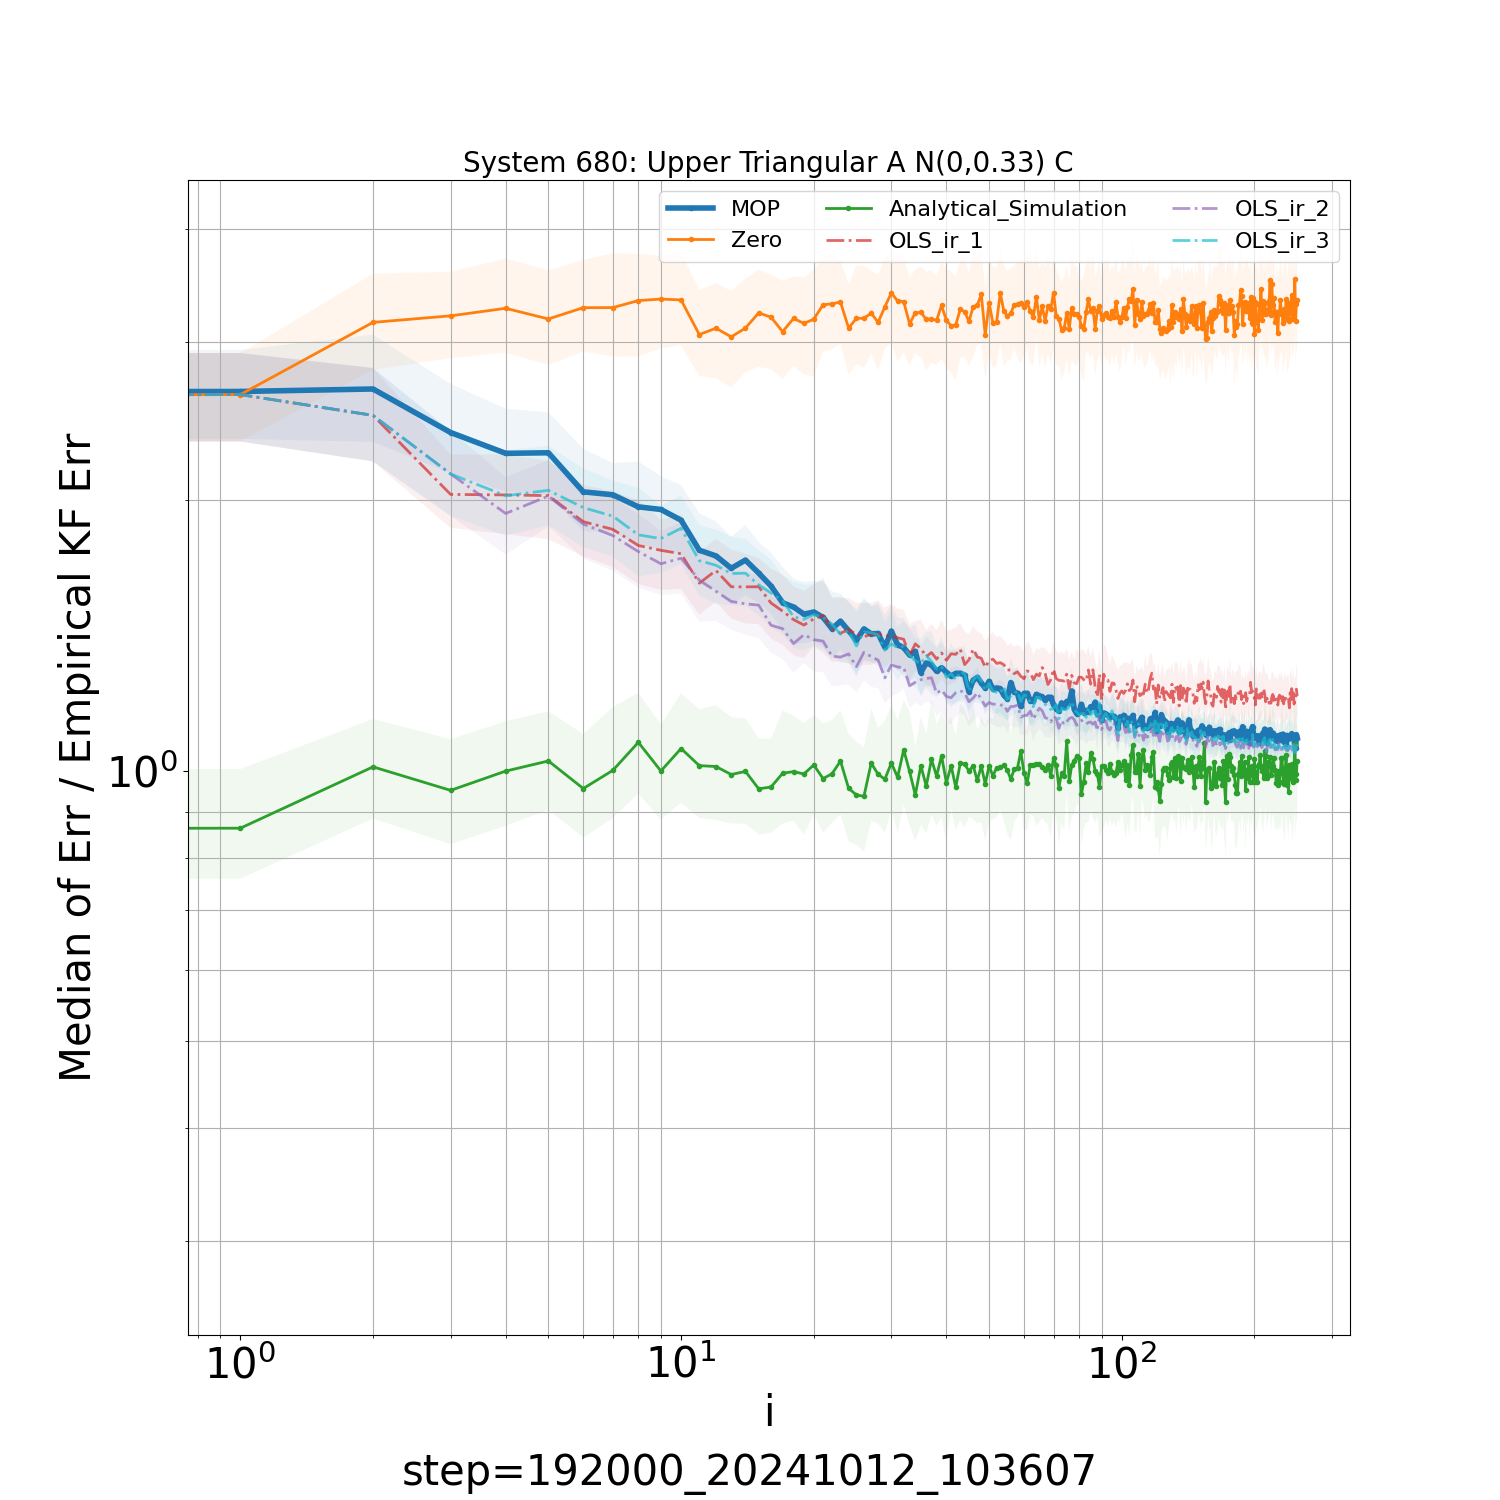 System 680: Upper Triangular A N(0,0.33) C
MOP
Zero
Analytical_Simulation
OLS_ir_1
OLS_ir_2
OLS_ir_3
Median of Err / Empirical KF Err
10⁰
10⁰ 10¹ 10²
i
step=192000_20241012_103607